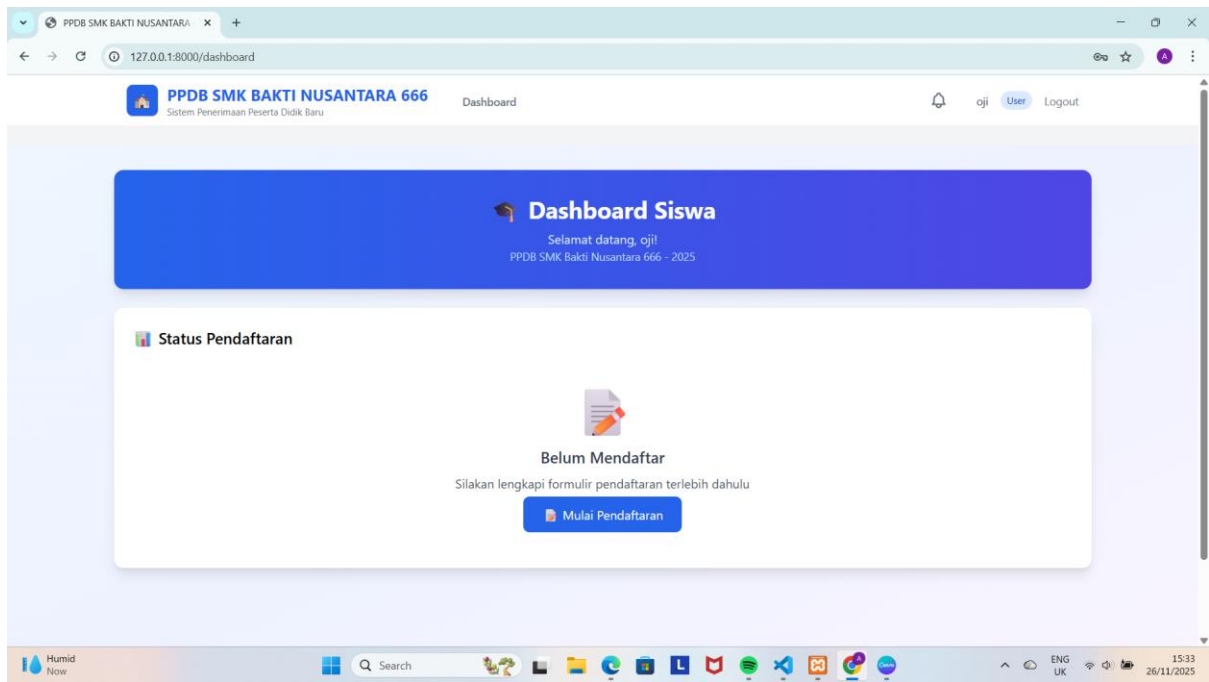 PPDB SMK BAKTI NUSANTARA
127.0.0.1:8000/dashboard
A
PPDB SMK BAKTI NUSANTARA 666
Sistem Penerimaan Peserta Didik Baru
Dashboard
oji
User
Logout
Dashboard Siswa
Selamat datang, oji!
PPDB SMK Bakti Nusantara 666 - 2025
Status Pendaftaran
Belum Mendaftar
Silakan lengkapi formulir pendaftaran terlebih dahulu
Mulai Pendaftaran
Humid
Now
Search
L
ENG
UK
15:33
26/11/2025